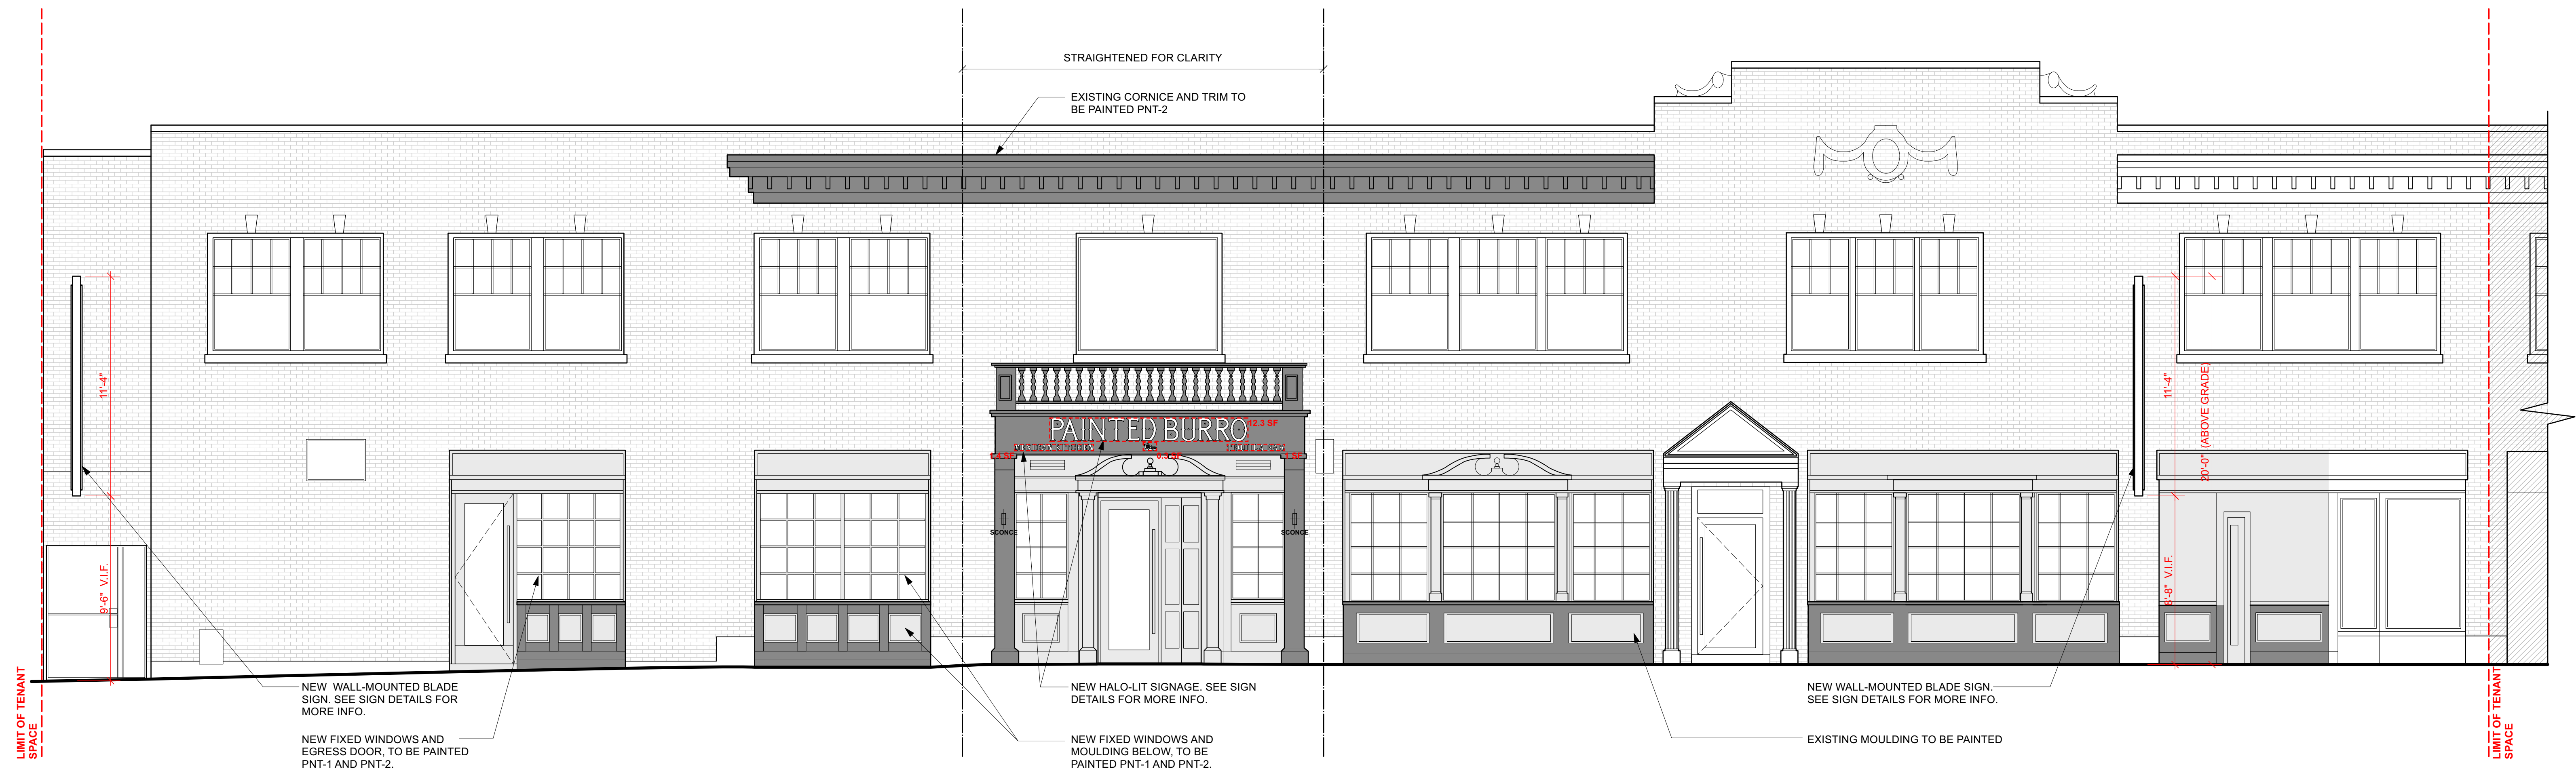 STRAIGHTENED FOR CLARITY
EXISTING CORNICE AND TRIM TO
BE PAINTED PNT-2
11'-4"
9'-6" V.I.F.
PAINTED BURRO
12.3 SF
SCONCE
SCONCE
11'-4"
20'-0" (ABOVE GRADE)
8'-8" V.I.F.
LIMIT OF TENANT
SPACE
NEW WALL-MOUNTED BLADE
SIGN. SEE SIGN DETAILS FOR
MORE INFO.
NEW FIXED WINDOWS AND
EGRESS DOOR, TO BE PAINTED
PNT-1 AND PNT-2.
NEW HALO-LIT SIGNAGE. SEE SIGN
DETAILS FOR MORE INFO.
NEW FIXED WINDOWS AND
MOULDING BELOW, TO BE
PAINTED PNT-1 AND PNT-2.
NEW WALL-MOUNTED BLADE SIGN.
SEE SIGN DETAILS FOR MORE INFO.
EXISTING MOULDING TO BE PAINTED
LIMIT OF TENANT
SPACE